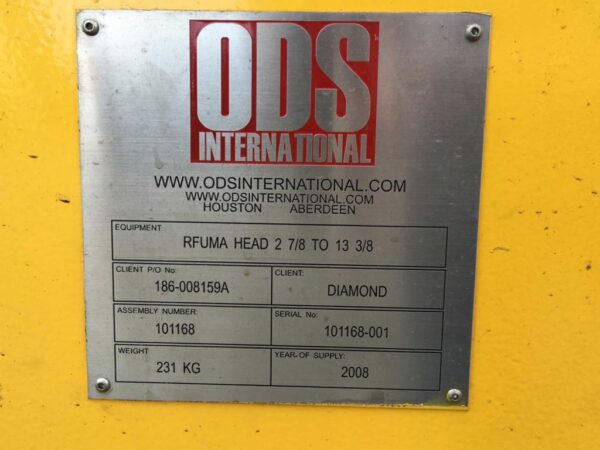 ODS
INTERNATIONAL
WWW.ODSINTERNATIONAL.COM
WWW.ODSINTERNATIONAL.COM
HOUSTON ABERDEEN
EQUIPMENT
RFUMA HEAD 2 7/8 TO 13 3/8
CLIENT P/O No: CLIENT:
186-008159A DIAMOND
ASSEMBLY NUMBER: SERIAL No:
101168 101168-001
WEIGHT YEAR OF SUPPLY:
231 KG 2008